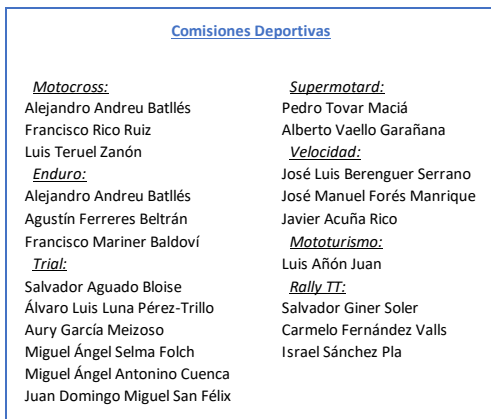 Comisiones Deportivas
Motocross:
Alejandro Andreu Batllés
Francisco Rico Ruiz
Luis Teruel Zanón
Enduro:
Alejandro Andreu Batllés
Agustín Ferreres Beltrán
Francisco Mariner Baldoví
Trial:
Salvador Aguado Bloise
Álvaro Luis Luna Pérez-Trillo
Aury García Meizoso
Miguel Ángel Selma Folch
Miguel Ángel Antonino Cuenca
Juan Domingo Miguel San Félix
Supermotard:
Pedro Tovar Maciá
Alberto Vaello Garañana
Velocidad:
José Luis Berenguer Serrano
José Manuel Forés Manrique
Javier Acuña Rico
Mototurismo:
Luis Añón Juan
Rally TT:
Salvador Giner Soler
Carmelo Fernández Valls
Israel Sánchez Pla